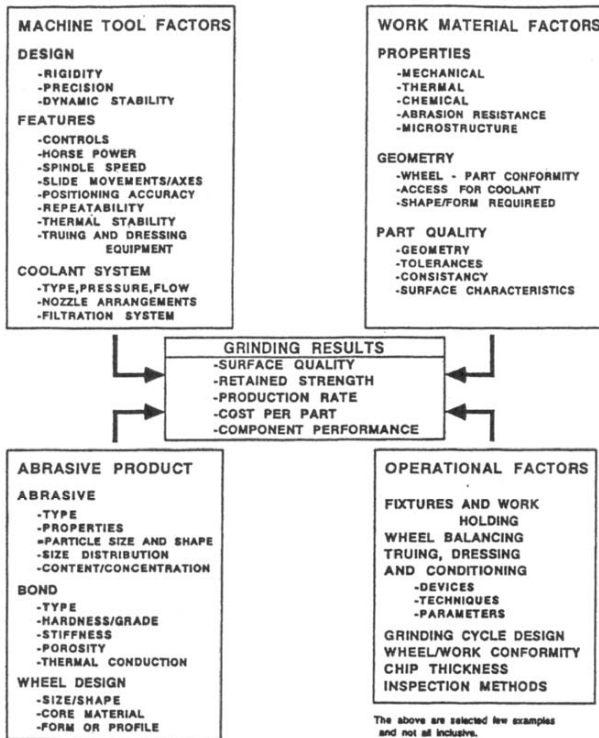 MACHINE TOOL FACTORS
DESIGN
-RIGIDITY
-PRECISION
-DYNAMIC STABILITY
FEATURES
-CONTROLS
-HORSE POWER
-SPINDLE SPEED
-SLIDE MOVEMENTS/AXES
-POSITIONING ACCURACY
-REPEATABILITY
-THERMAL STABILITY
-TRUING AND DRESSING
EQUIPMENT
COOLANT SYSTEM
-TYPE,PRESSURE,FLOW
-NOZZLE ARRANGEMENTS
-FILTRATION SYSTEM
WORK MATERIAL FACTORS
PROPERTIES
-MECHANICAL
-THERMAL
-CHEMICAL
-ABRASION RESISTANCE
-MICROSTRUCTURE
GEOMETRY
-WHEEL - PART CONFORMITY
-ACCESS FOR COOLANT
-SHAPE/FORM REQUIREED
PART QUALITY
-GEOMETRY
-TOLERANCES
-CONSISTANCY
-SURFACE CHARACTERISTICS
GRINDING RESULTS
-SURFACE QUALITY
-RETAINED STRENGTH
-PRODUCTION RATE
-COST PER PART
-COMPONENT PERFORMANCE
ABRASIVE PRODUCT
ABRASIVE
-TYPE
-PROPERTIES
=PARTICLE SIZE AND SHAPE
-SIZE DISTRIBUTION
-CONTENT/CONCENTRATION
BOND
-TYPE
-HARDNESS/GRADE
-STIFFNESS
-POROSITY
-THERMAL CONDUCTION
WHEEL DESIGN
-SIZE/SHAPE
-CORE MATERIAL
-FORM OR PROFILE
OPERATIONAL FACTORS
FIXTURES AND WORK
HOLDING
WHEEL BALANCING
TRUING, DRESSING
AND CONDITIONING
-DEVICES
-TECHNIQUES
-PARAMETERS
GRINDING CYCLE DESIGN
WHEEL/WORK CONFORMITY
CHIP THICKNESS
INSPECTION METHODS
The above are selected few examples
and not all inclusive.